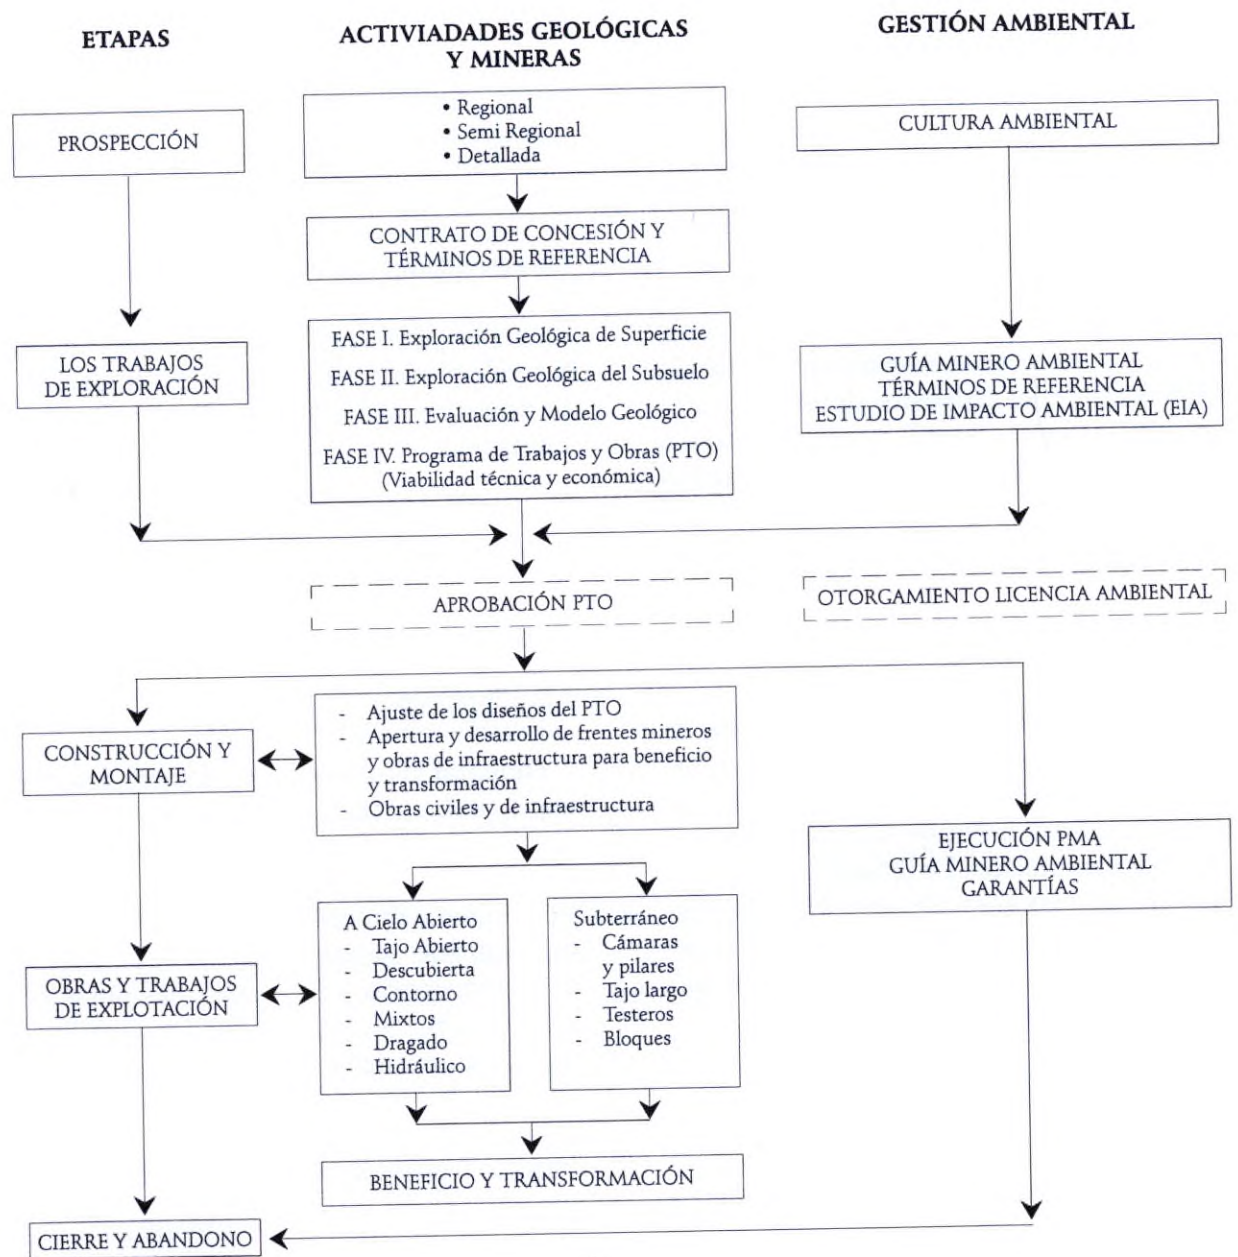 ETAPAS
ACTIVIADADES GEOLÓGICAS
Y MINERAS
GESTIÓN AMBIENTAL
PROSPECCIÓN
• Regional
• Semi Regional
• Detallada
CULTURA AMBIENTAL
CONTRATO DE CONCESIÓN Y
TÉRMINOS DE REFERENCIA
LOS TRABAJOS
DE EXPLORACIÓN
FASE I. Exploración Geológica de Superficie
FASE II. Exploración Geológica del Subsuelo
FASE III. Evaluación y Modelo Geológico
FASE IV. Programa de Trabajos y Obras (PTO)
(Viabilidad técnica y económica)
GUÍA MINERO AMBIENTAL
TÉRMINOS DE REFERENCIA
ESTUDIO DE IMPACTO AMBIENTAL (EIA)
APROBACIÓN PTO
OTORGAMIENTO LICENCIA AMBIENTAL
CONSTRUCCIÓN Y
MONTAJE
- Ajuste de los diseños del PTO
- Apertura y desarrollo de frentes mineros
y obras de infraestructura para beneficio
y transformación
- Obras civiles y de infraestructura
EJECUCIÓN PMA
GUÍA MINERO AMBIENTAL
GARANTÍAS
OBRAS Y TRABAJOS
DE EXPLOTACIÓN
A Cielo Abierto
- Tajo Abierto
- Descubierta
- Contorno
- Mixtos
- Dragado
- Hidráulico
Subterráneo
- Cámaras
y pilares
- Tajo largo
- Testeros
- Bloques
BENEFICIO Y TRANSFORMACIÓN
CIERRE Y ABANDONO